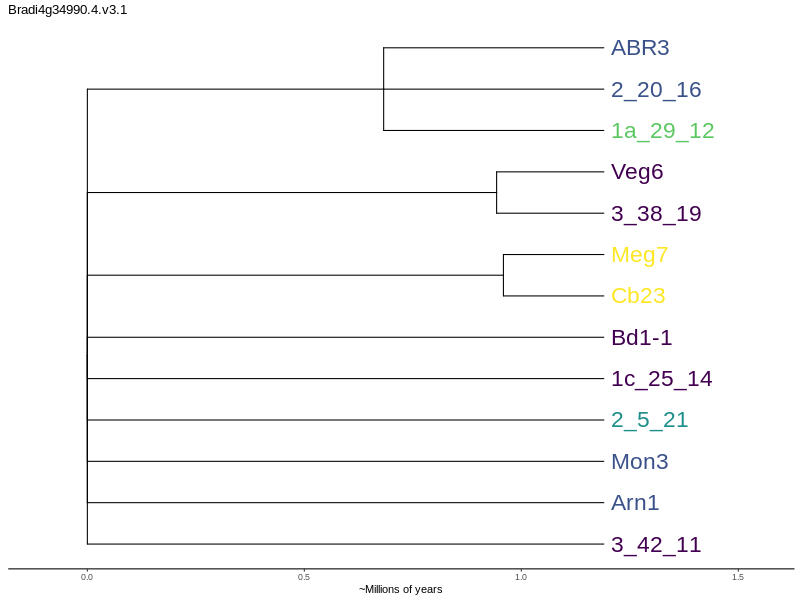 Bradi4g34990.4.v3.1
ABR3
2_20_16
1a_29_12
Veg6
3_38_19
Meg7
Cb23
Bd1-1
1c_25_14
2_5_21
Mon3
Arn1
3_42_11
0.0 0.5 1.0 1.5
~Millions of years